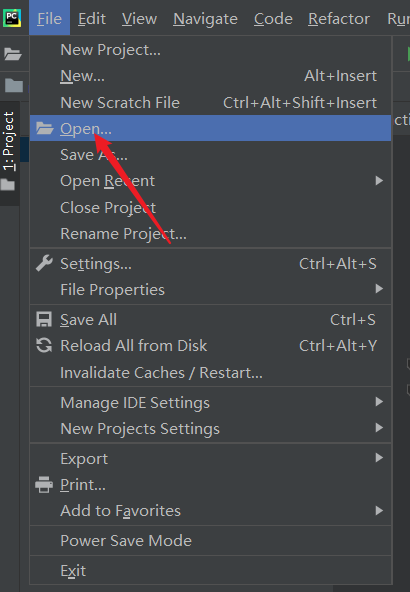 PC
File Edit View Navigate Code Refactor Ru
New Project...
New... Alt+Insert
New Scratch File Ctrl+Alt+Shift+Insert
Open...
cti
1: Project
Save As...
Open Recent
Close Project
Rename Project...
Settings... Ctrl+Alt+S
File Properties
Save All Ctrl+S
Reload All from Disk Ctrl+Alt+Y
Invalidate Caches / Restart...
Manage IDE Settings
New Projects Settings
Export
Print...
Add to Favorites
Power Save Mode
Exit